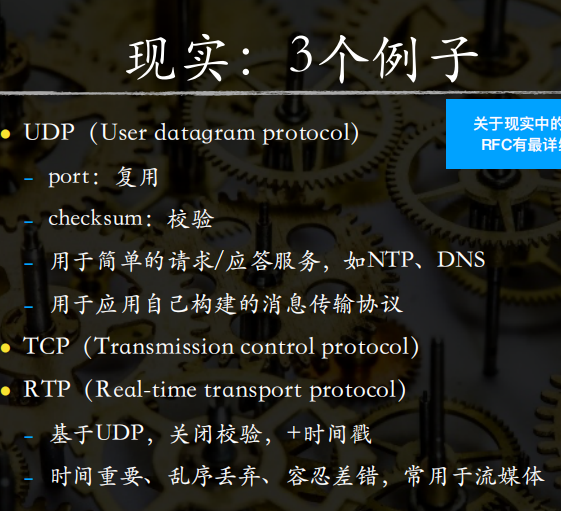 现实：3个例子
关于现实中的
RFC有最详
UDP（User datagram protocol）
port：复用
checksum：校验
用于简单的请求/应答服务，如NTP、DNS
用于应用自己构建的消息传输协议
TCP（Transmission control protocol）
RTP（Real-time transport protocol）
基于UDP，关闭校验，+时间戳
时间重要、乱序丢弃、容忍差错，常用于流媒体